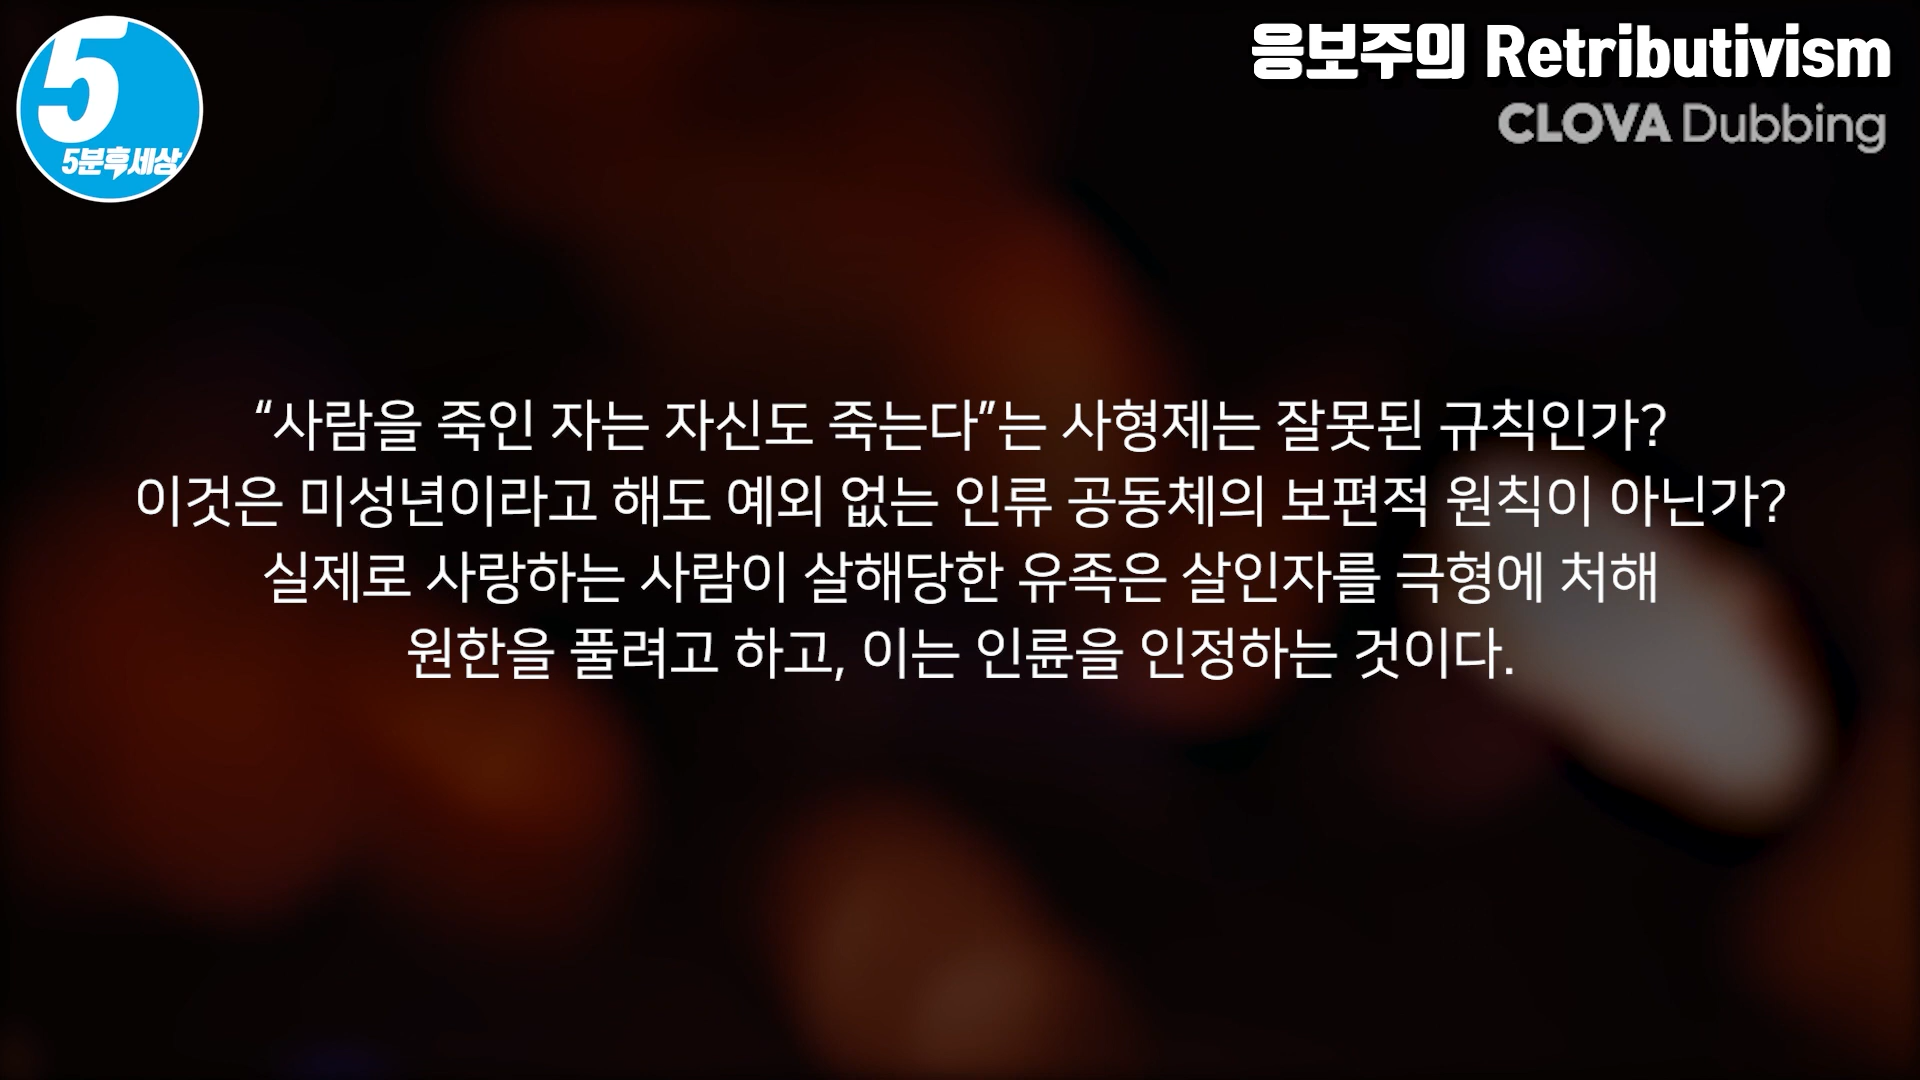 5
5분훅세상
응보주의 Retributivism
CLOVA Dubbing
“사람을 죽인 자는 자신도 죽는다”는 사형제는 잘못된 규칙인가?
이것은 미성년이라고 해도 예외 없는 인류 공동체의 보편적 원칙이 아닌가?
실제로 사랑하는 사람이 살해당한 유족은 살인자를 극형에 처해
원한을 풀려고 하고, 이는 인륜을 인정하는 것이다.